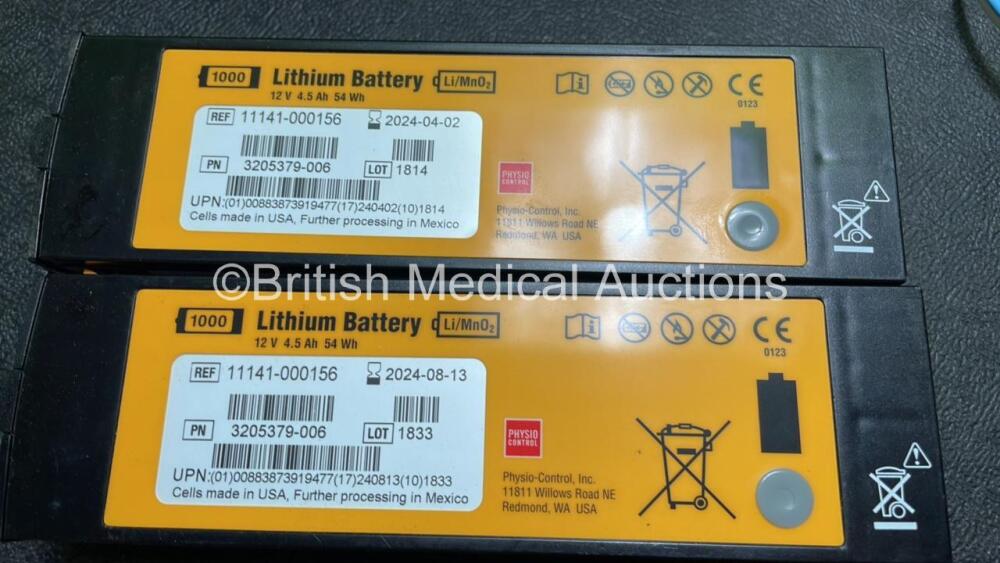 1000 Lithium Battery Li/MnO₂
12 V 4.5 Ah 54 Wh
REF 11141-000156 2024-04-02
PN 3205379-006 LOT 1814
UPN:(01)00883873919477(17)240402(10)1814
Cells made in USA, Further processing in Mexico
PHYSIO
CONTROL
Physio-Control, Inc.
11811 Willows Road NE
Redmond, WA USA
CE
0123
©British Medical Auctions
1000 Lithium Battery Li/MnO₂
12 V 4.5 Ah 54 Wh
REF 11141-000156 2024-08-13
PN 3205379-006 LOT 1833
UPN:(01)00883873919477(17)240813(10)1833
Cells made in USA, Further processing in Mexico
PHYSIO
CONTROL
Physio-Control, Inc.
11811 Willows Road NE
Redmond, WA USA
CE
0123